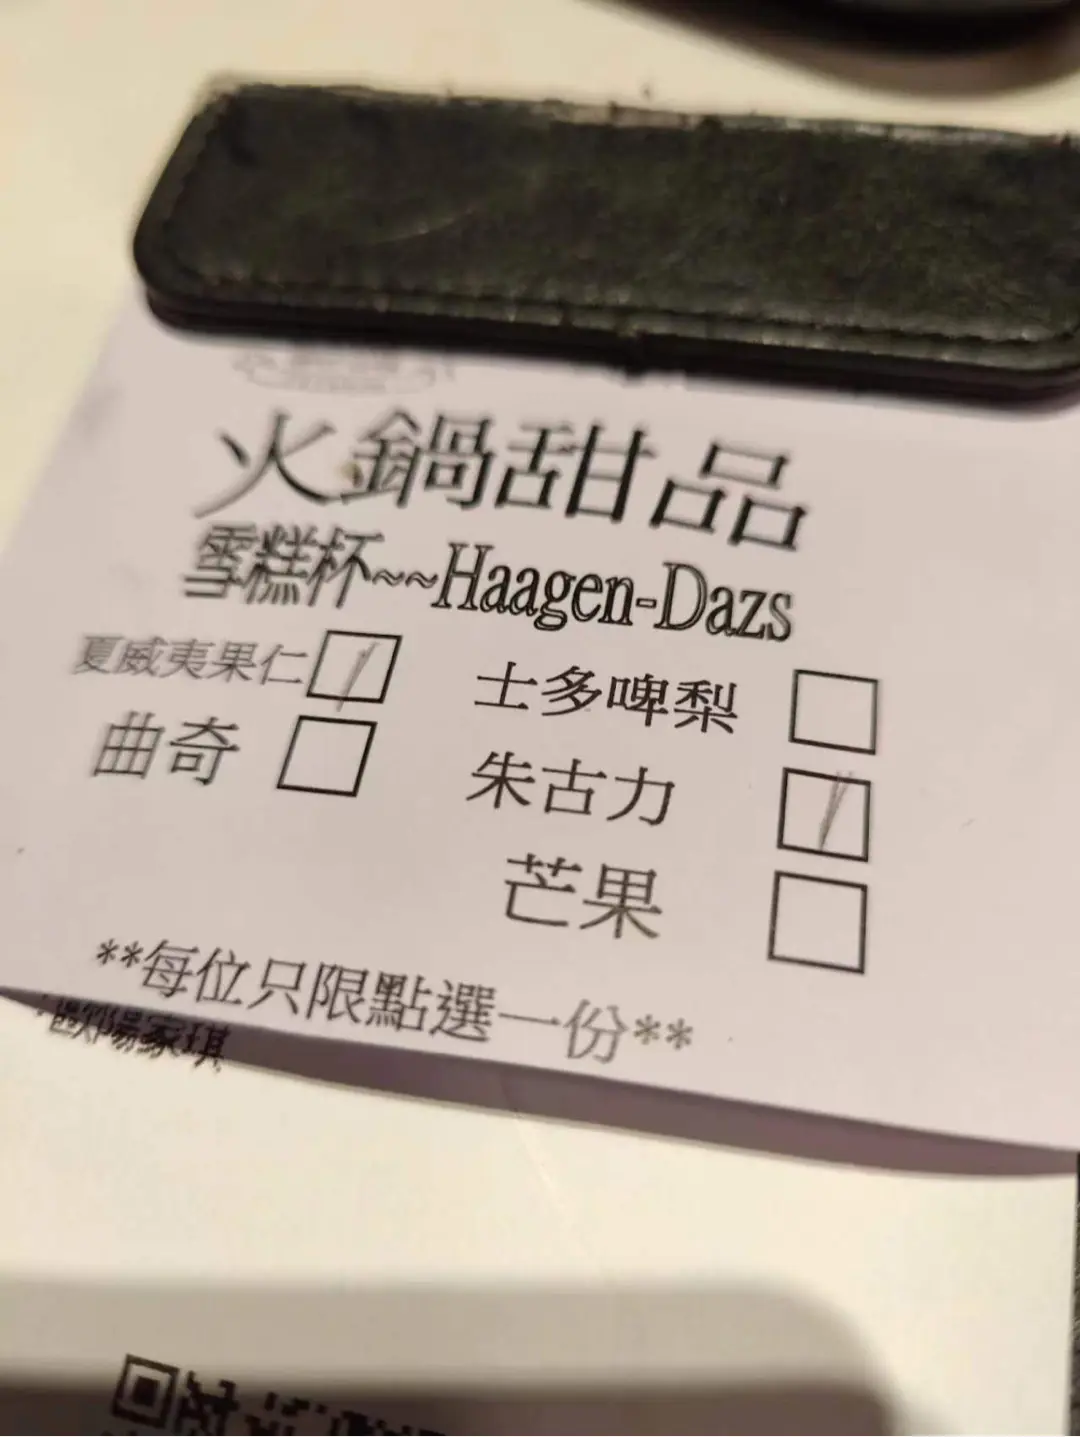 火鍋甜品
雪糕杯~~Haagen-Dazs
夏威夷果仁 士多啤梨
曲奇 朱古力
芒果
**每位只限點選一份**